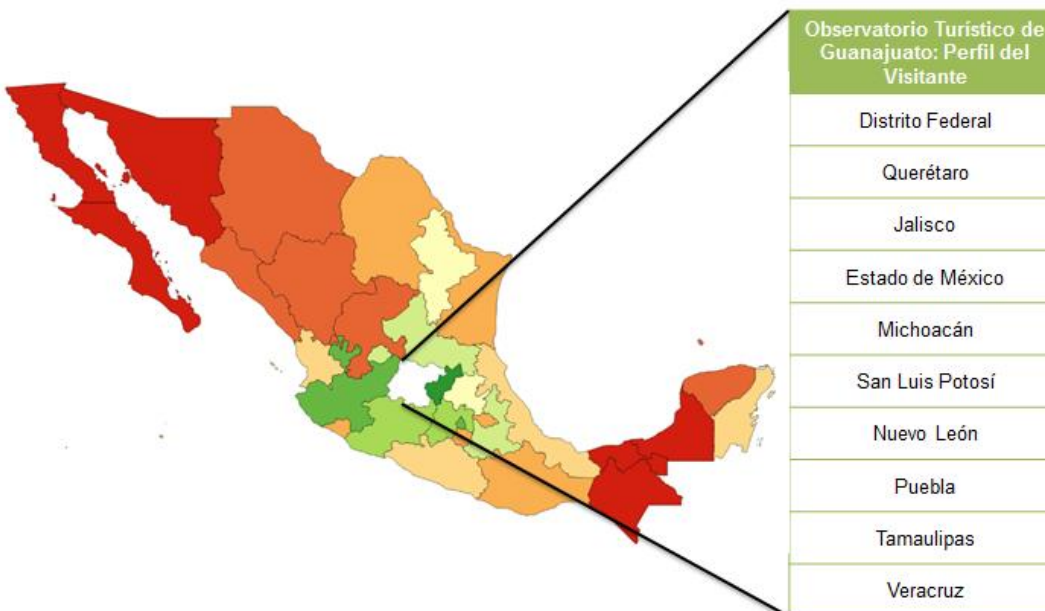 Observatorio Turístico de
Guanajuato: Perfil del
Visitante
Distrito Federal
Querétaro
Jalisco
Estado de México
Michoacán
San Luis Potosí
Nuevo León
Puebla
Tamaulipas
Veracruz